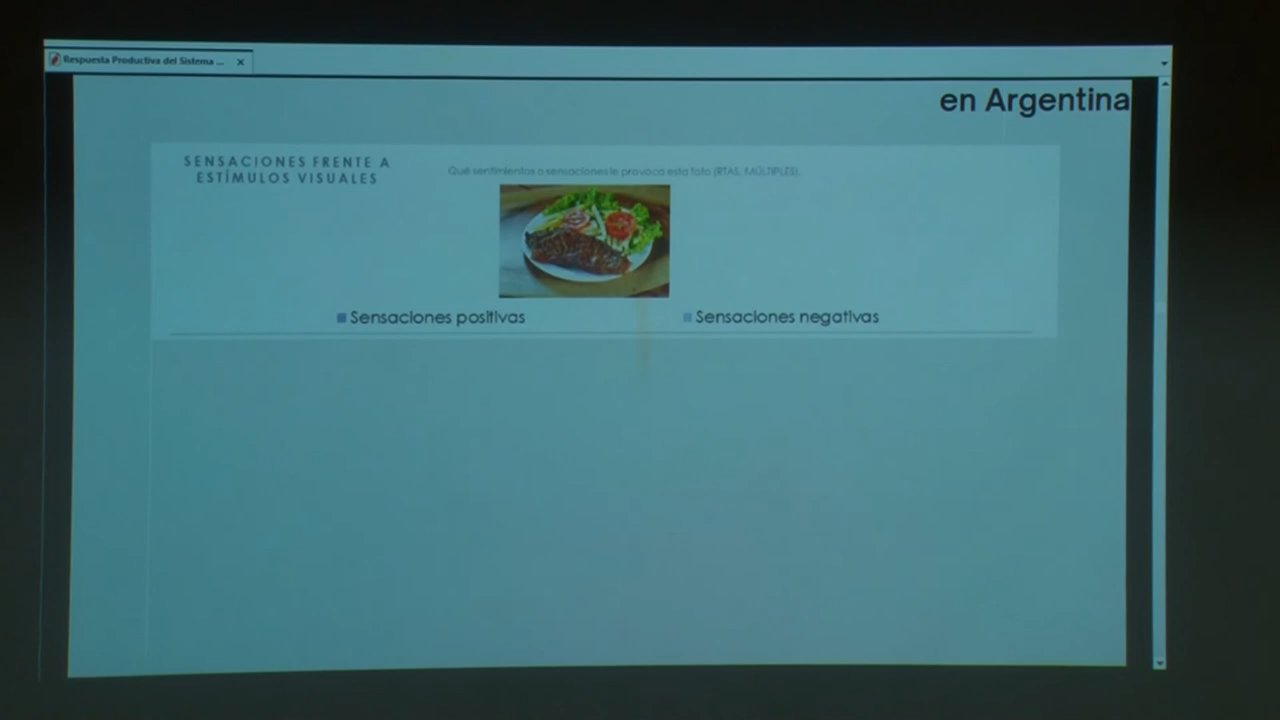 Respuesta Productiva del Sistema ...
en Argentina
SENSACIONES FRENTE A
ESTÍMULOS VISUALES
Qué sentimientos o sensaciones le provoca esta foto (RTAS. MÚLTIPLES).
Sensaciones positivas
Sensaciones negativas